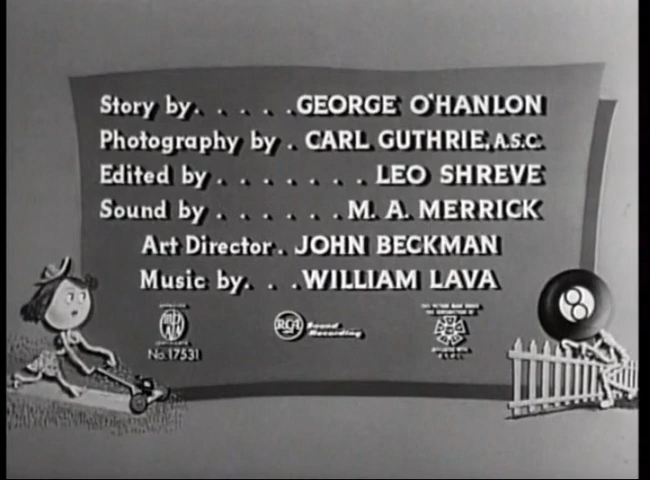 Story by. . . . . .GEORGE O'HANLON
Photography by . CARL GUTHRIE, A.S.C.
Edited by . . . . . . . LEO SHREVE
Sound by . . . . . . M. A. MERRICK
Art Director . JOHN BECKMAN
Music by. . . .WILLIAM LAVA
No. 17531
RCA Sound
Recording
8